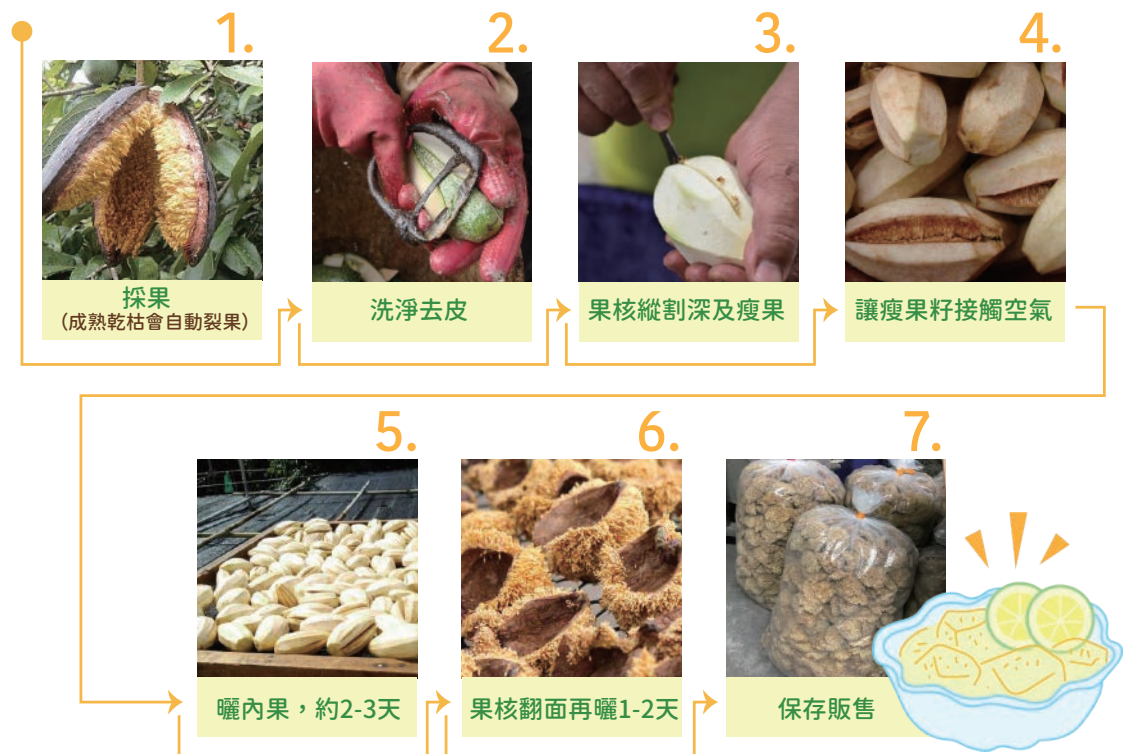 1.
採果
（成熟乾枯會自動裂果）
2.
洗淨去皮
3.
果核縱割深及瘦果
4.
讓瘦果籽接觸空氣
5.
曬內果，約2-3天
6.
果核翻面再曬1-2天
7.
保存販售